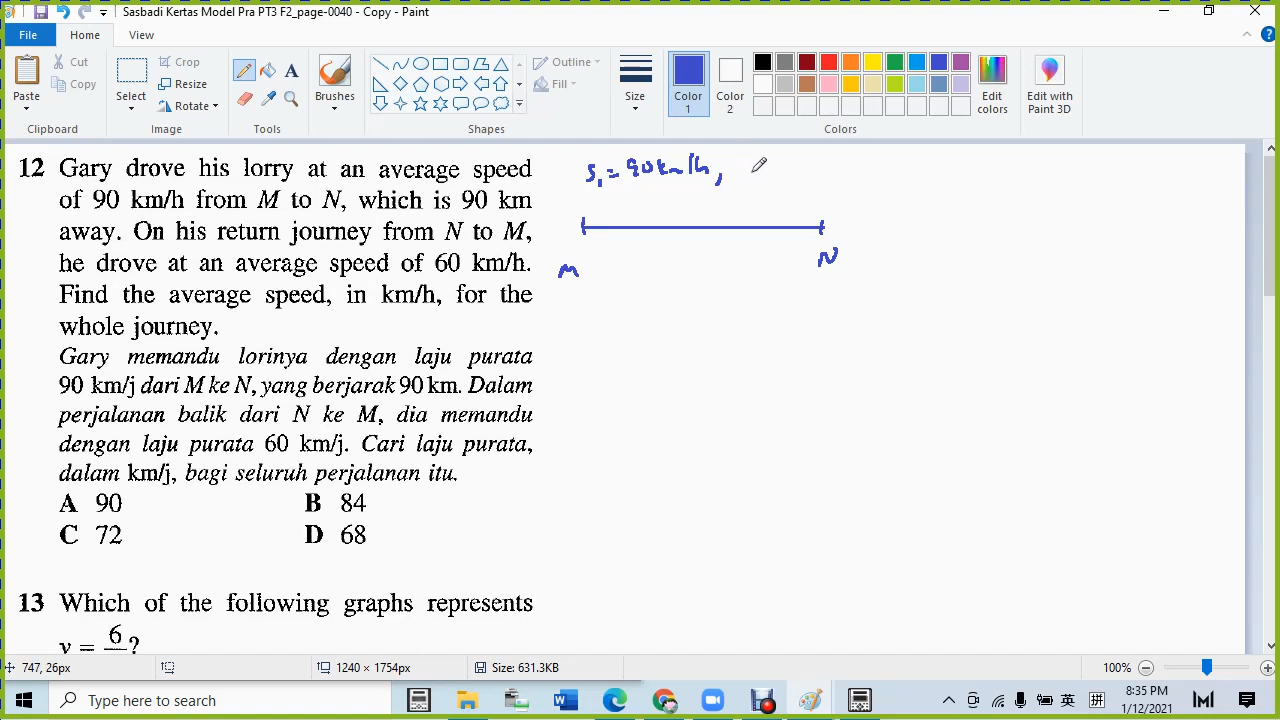 Sasbadi Kertas Model Pra PT3 F2_page-0040 - Copy - Paint
File Home View
Paste
Cut
Copy
Clipboard
Select
Crop
Resize
Rotate
Image
Tools
Brushes
Outline
Fill
Shapes
Size
Color 1
Color 2
Colors
Edit colors
Edit with Paint 3D
12 Gary drove his lorry at an average speed
of 90 km/h from M to N, which is 90 km
away. On his return journey from N to M,
he drove at an average speed of 60 km/h.
Find the average speed, in km/h, for the
whole journey.
Gary memandu lorinya dengan laju purata
90 km/j dari M ke N, yang berjarak 90 km. Dalam
perjalanan balik dari N ke M, dia memandu
dengan laju purata 60 km/j. Cari laju purata,
dalam km/j, bagi seluruh perjalanan itu.
A 90 B 84
C 72 D 68
13 Which of the following graphs represents
y = 6/?
S₁ = 90 km/h,
M N
747, 26px
1240 × 1754px
Size: 631.3KB
100%
Type here to search
英
拼
8:35 PM
1/12/2021